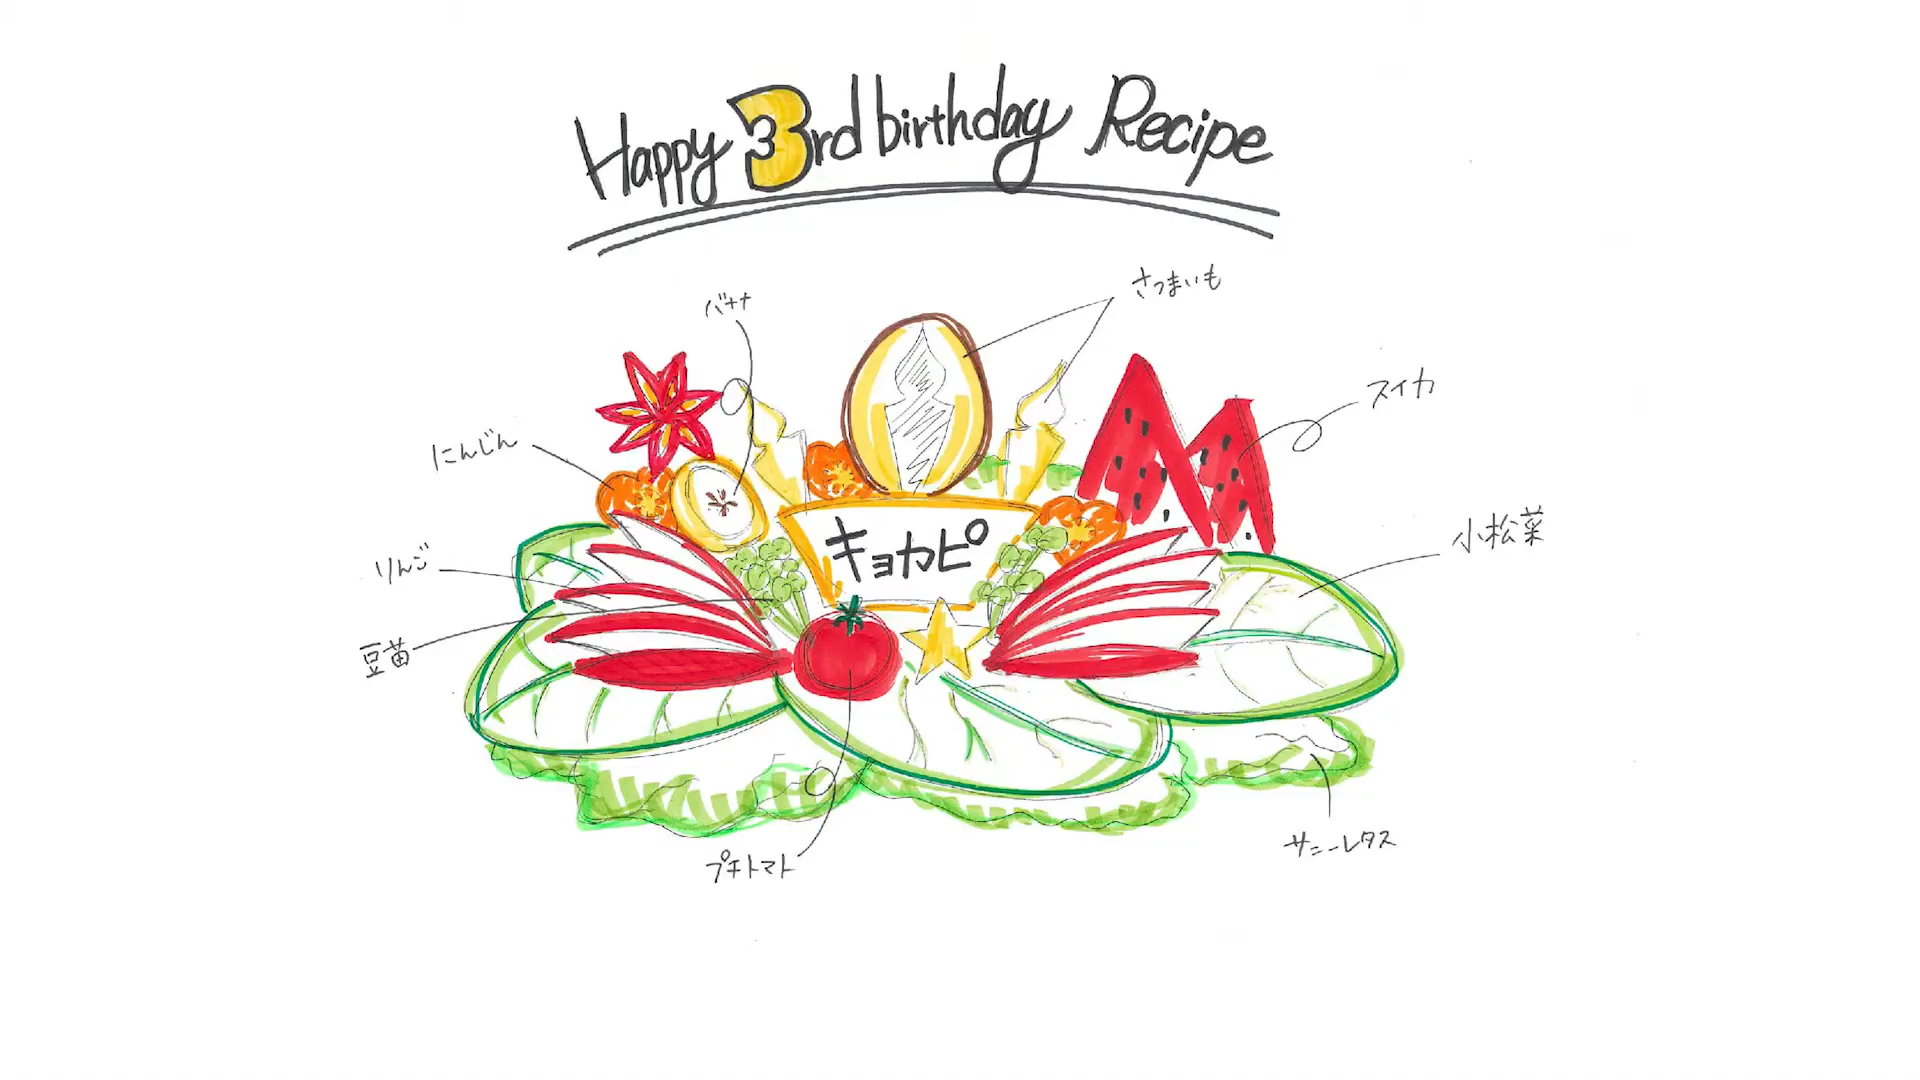 Happy 33rd birthday Recipe
さつまいも
バナナ
スイカ
にんじん
小松菜
キョカピ
りんご
豆苗
サニーレタス
プチトマト